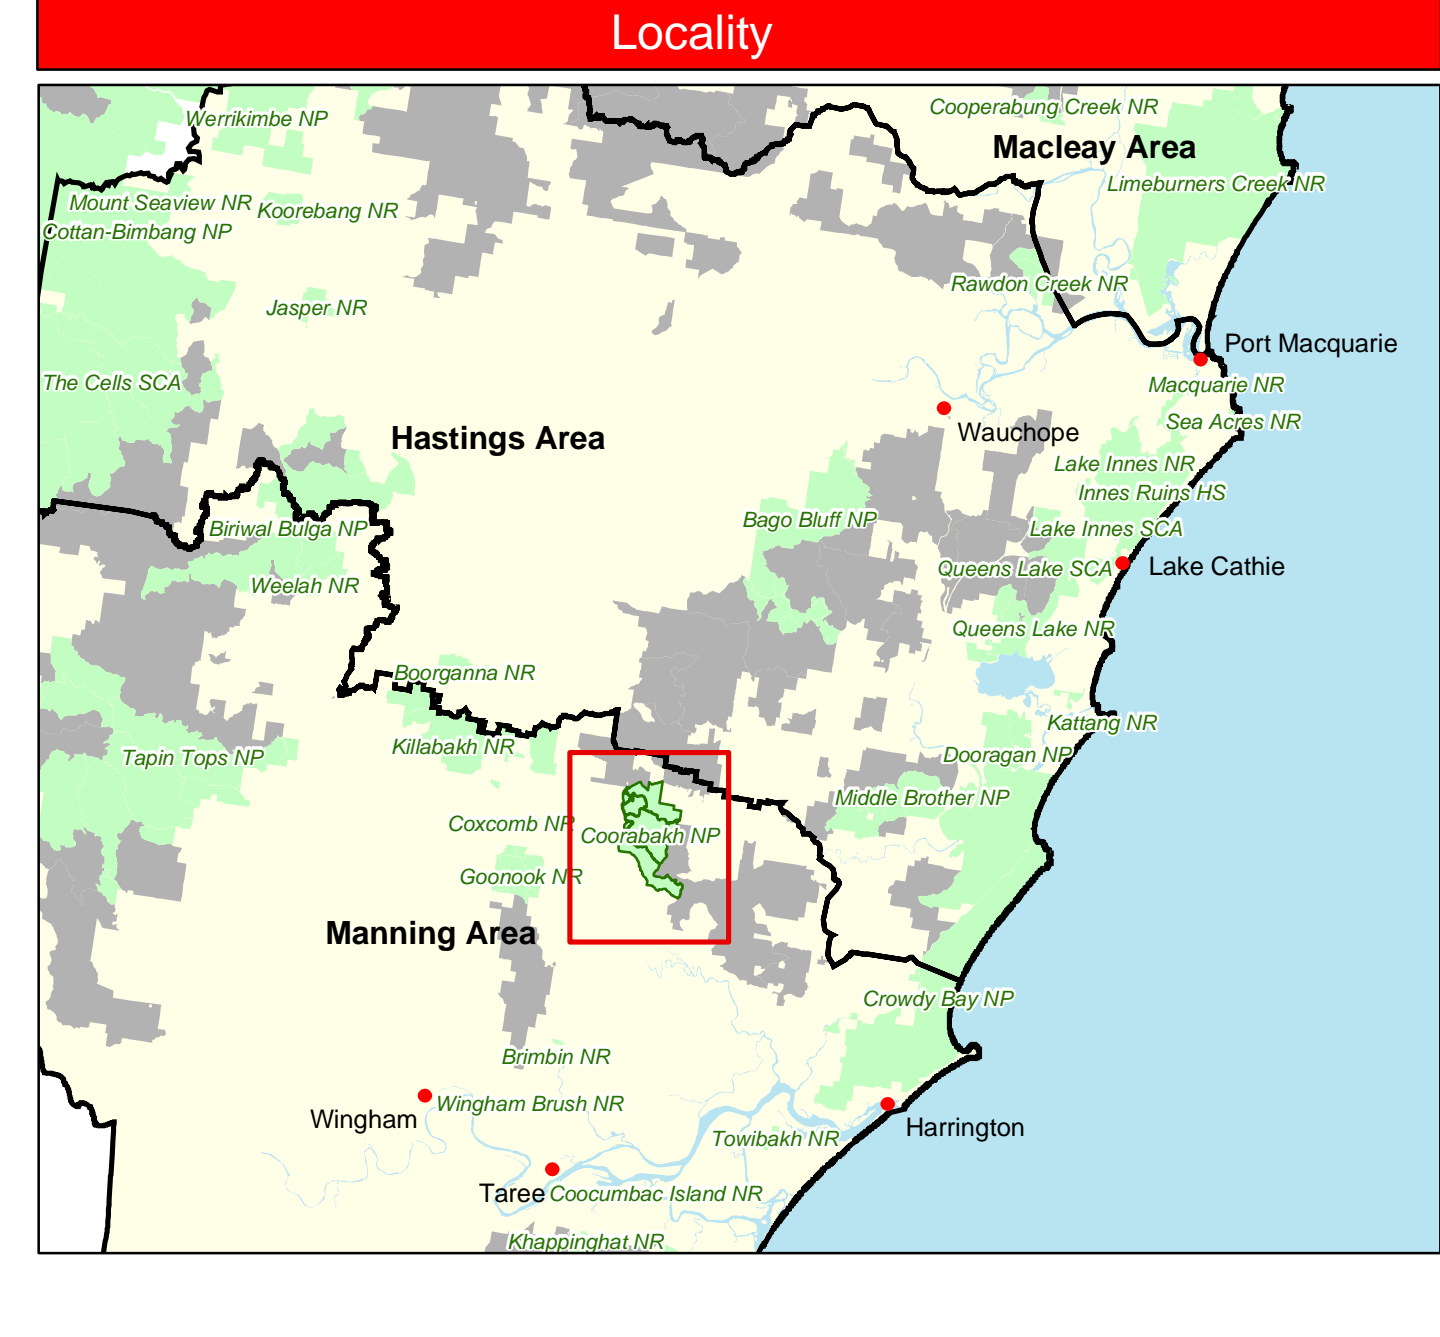 Locality
Cooperabung Creek NR
Werrikimbe NP
Macleay Area
Limeburners Creek NR
Mount Seaview NR
Koorebang NR
Cottan-Bimbang NP
Rawdon Creek NR
Jasper NR
Port Macquarie
The Cells SCA
Macquarie NR
Sea Acres NR
Wauchope
Hastings Area
Lake Innes NR
Innes Ruins HS
Bago Bluff NP
Biriwal Bulga NP
Lake Innes SCA
Queens Lake SCA
Lake Cathie
Weelah NR
Queens Lake NR
Boorganna NR
Kattang NR
Killabakh NR
Tapin Tops NP
Dooragan NP
Middle Brother NP
Coxcomb NR
Coorabakh NP
Goonook NR
Manning Area
Crowdy Bay NP
Brimbin NR
Wingham Brush NR
Wingham
Harrington
Towibakh NR
Taree
Coocumbac Island NR
Khappinghat NR